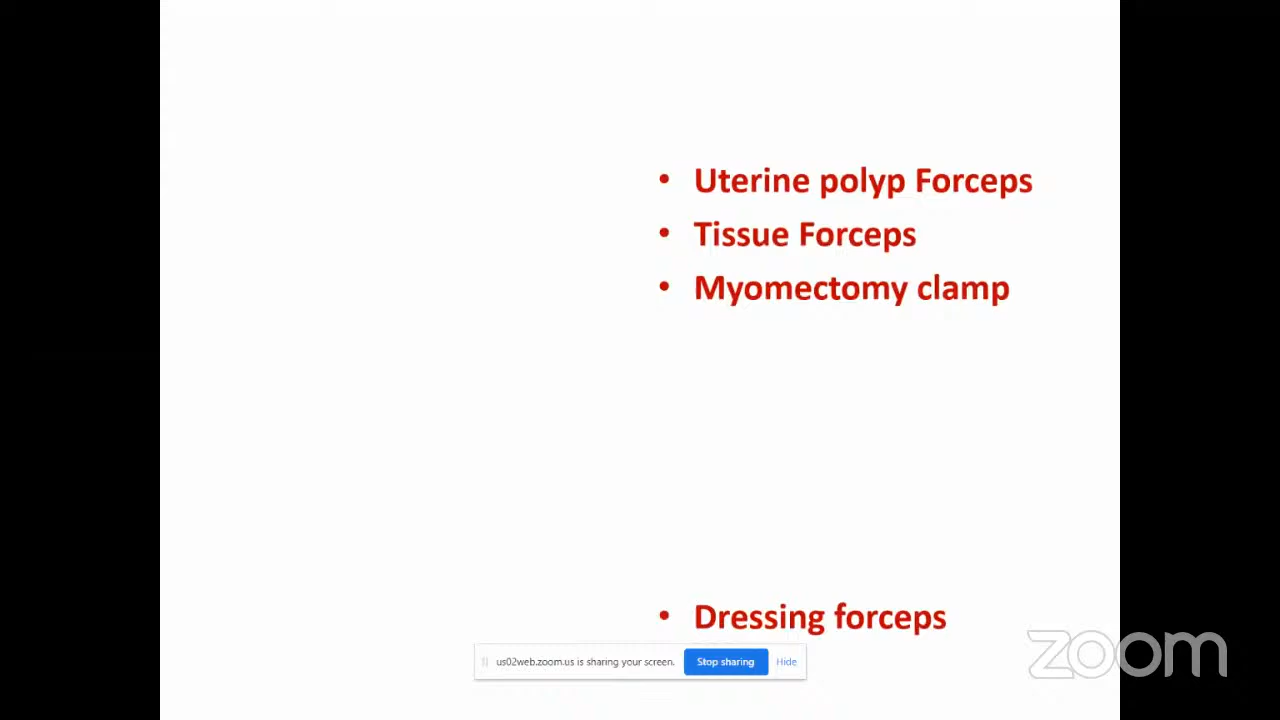 • Uterine polyp Forceps
• Tissue Forceps
• Myomectomy clamp
• Dressing forceps
us02web.zoom.us is sharing your screen. Stop sharing Hide
zoom